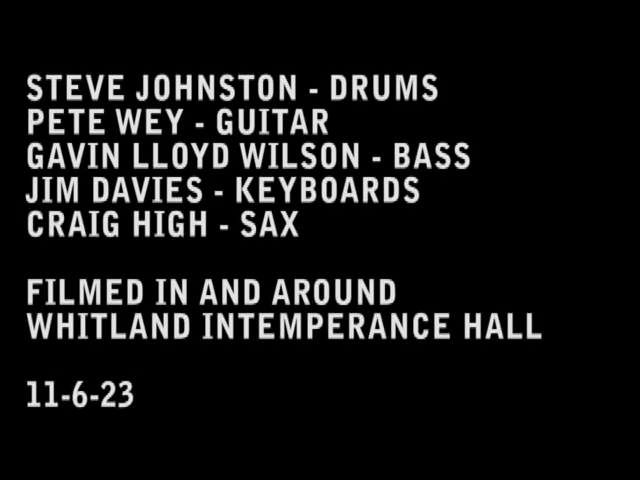 STEVE JOHNSTON - DRUMS
PETE WEY - GUITAR
GAVIN LLOYD WILSON - BASS
JIM DAVIES - KEYBOARDS
CRAIG HIGH - SAX
FILMED IN AND AROUND
WHITLAND INTEMPERANCE HALL
11-6-23